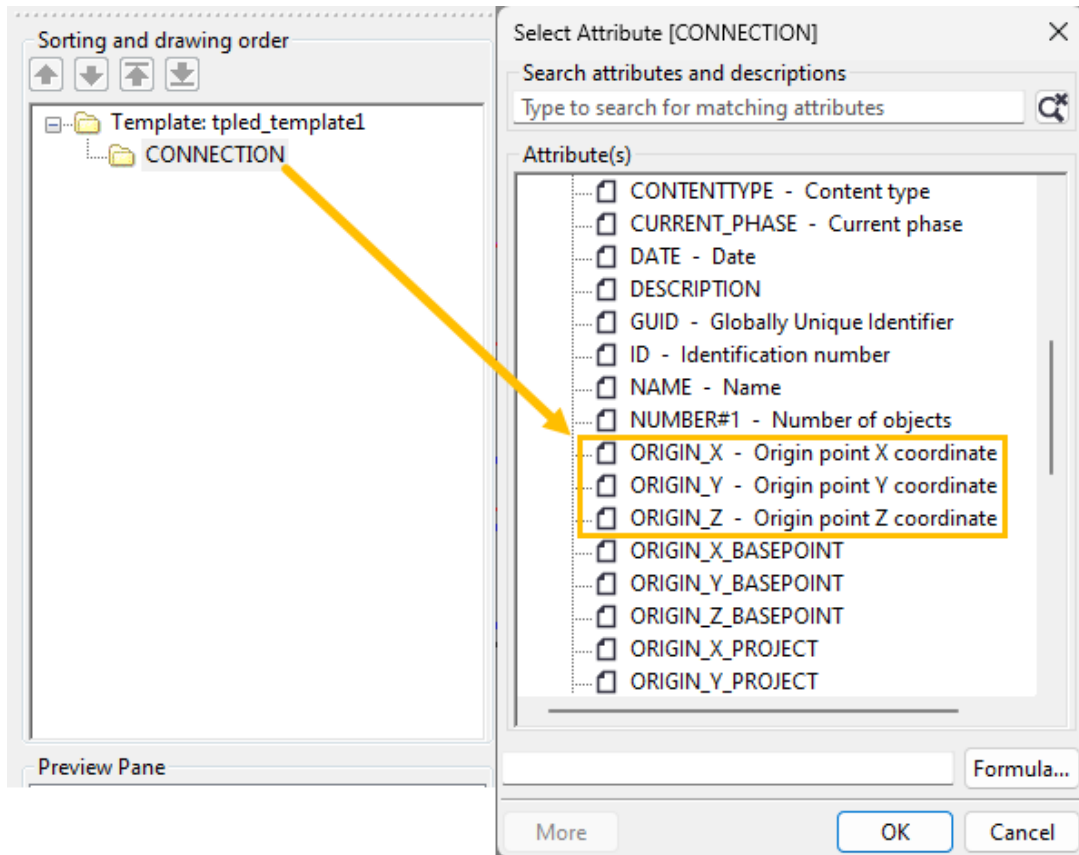 Sorting and drawing order
Template: tpled_template1
CONNECTION
Preview Pane
Select Attribute [CONNECTION]
Search attributes and descriptions
Type to search for matching attributes
Attribute(s)
CONTENTTYPE - Content type
CURRENT_PHASE - Current phase
DATE - Date
DESCRIPTION
GUID - Globally Unique Identifier
ID - Identification number
NAME - Name
NUMBER#1 - Number of objects
ORIGIN_X - Origin point X coordinate
ORIGIN_Y - Origin point Y coordinate
ORIGIN_Z - Origin point Z coordinate
ORIGIN_X_BASEPOINT
ORIGIN_Y_BASEPOINT
ORIGIN_Z_BASEPOINT
ORIGIN_X_PROJECT
ORIGIN_Y_PROJECT
Formula...
More
OK
Cancel